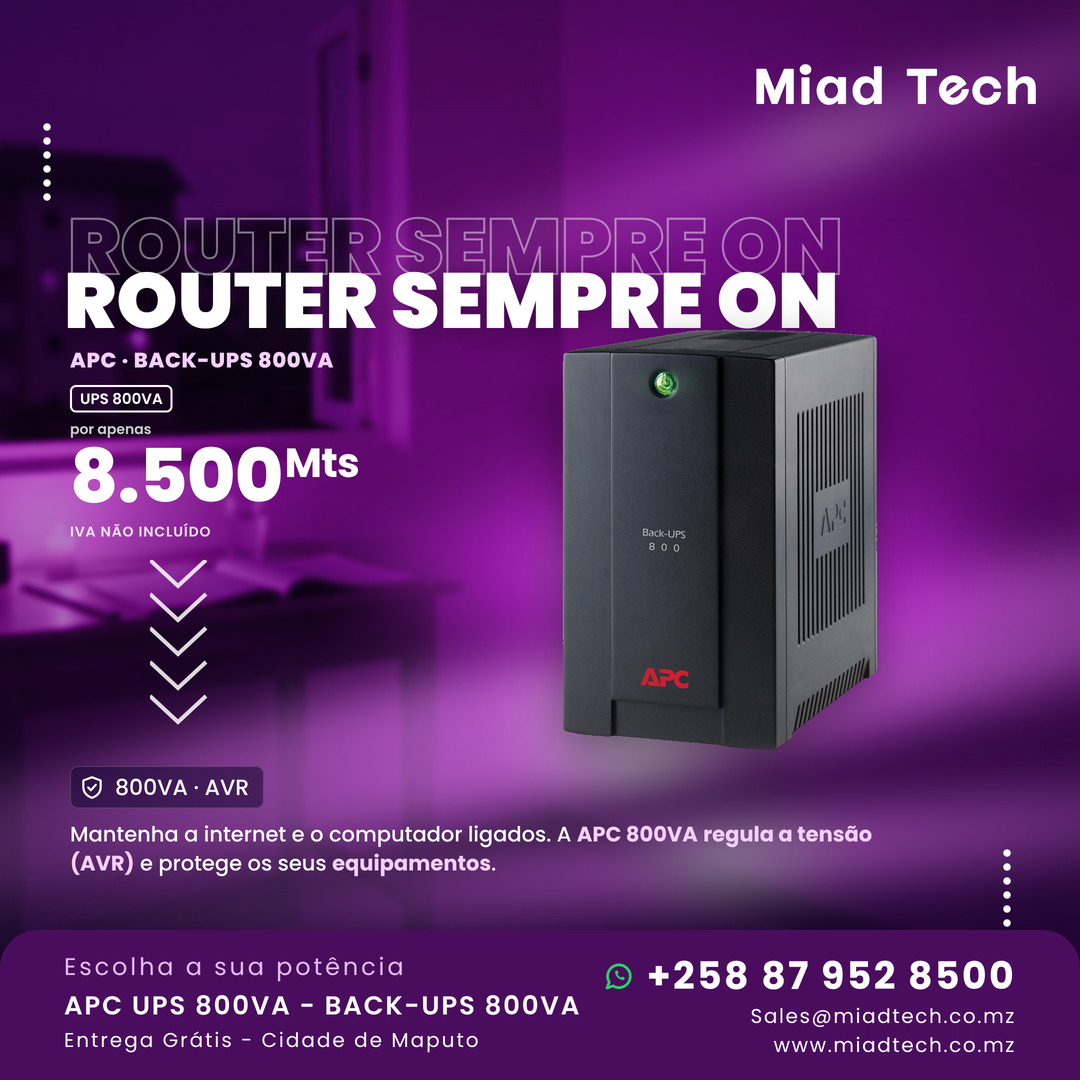 Miad Tech
ROUTER SEMPRE ON
ROUTER SEMPRE ON
APC · BACK-UPS 800VA
UPS 800VA
por apenas
8.500Mts
IVA NÃO INCLUÍDO
Back-UPS
800
APC
APC
800VA · AVR
Mantenha a internet e o computador ligados. A APC 800VA regula a tensão
(AVR) e protege os seus equipamentos.
Escolha a sua potência
APC UPS 800VA - BACK-UPS 800VA
Entrega Grátis - Cidade de Maputo
+258 87 952 8500
Sales@miadtech.co.mz
www.miadtech.co.mz